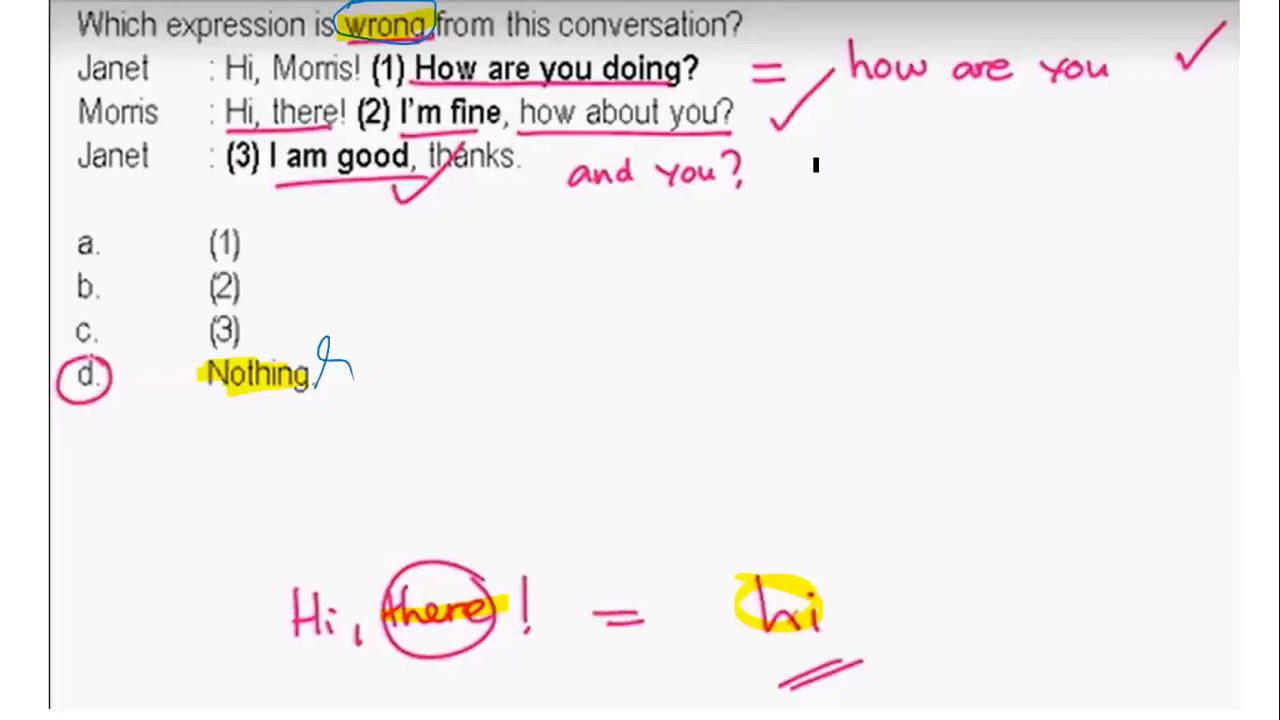 Which expression is wrong from this conversation?
Janet : Hi, Morris! (1) How are you doing? = how are you
Morris : Hi, there! (2) I'm fine, how about you?
Janet : (3) I am good, thanks. and you?
a. (1)
b. (2)
c. (3)
d. Nothing
Hi, there! = hi